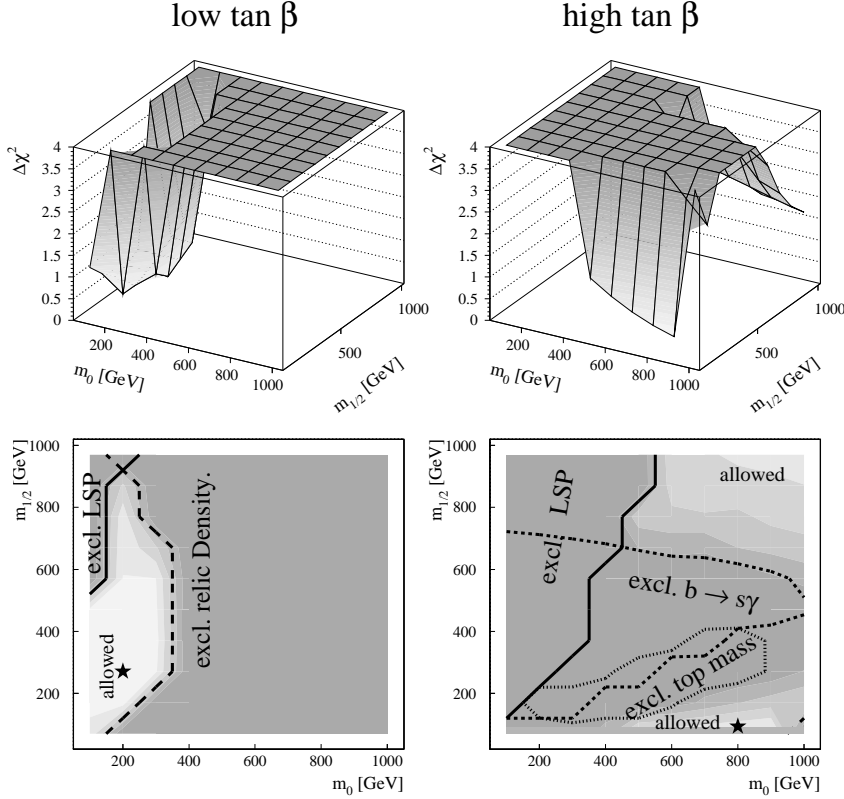 low tan β
high tan β
Δχ²
4
3.5
3
2.5
2
1.5
1
0.5
0
200
400
600
800
1000
m₀ [GeV]
500
1000
m₁/₂ [GeV]
Δχ²
4
3.5
3
2.5
2
1.5
1
0.5
0
200
400
600
800
1000
m₀ [GeV]
500
1000
m₁/₂ [GeV]
m₁/₂ [GeV]
1000
800
600
400
200
excl. LSP
excl. relic Density.
allowed
200
400
600
800
1000
m₀ [GeV]
m₁/₂ [GeV]
1000
800
600
400
200
allowed
excl. LSP
excl. b → sγ
excl. top mass
allowed
200
400
600
800
1000
m₀ [GeV]